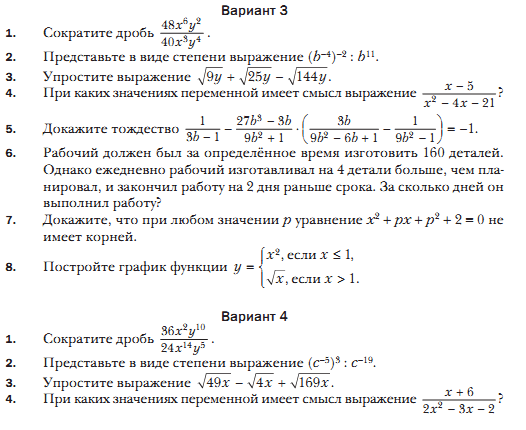 Вариант 3
1. Сократите дробь \frac{48x^6y^2}{40x^3y^4}.
2. Представьте в виде степени выражение (b^{-4})^{-2} : b^{11}.
3. Упростите выражение \sqrt{9y} + \sqrt{25y} - \sqrt{144y}.
4. При каких значениях переменной имеет смысл выражение \frac{x-5}{x^2-4x-21}?
5. Докажите тождество \frac{1}{3b-1} - \frac{27b^3-3b}{9b^2+1} \cdot \left(\frac{3b}{9b^2-6b+1} - \frac{1}{9b^2-1}\right) = -1.
6. Рабочий должен был за определённое время изготовить 160 деталей.
Однако ежедневно рабочий изготавливал на 4 детали больше, чем пла-
нировал, и закончил работу на 2 дня раньше срока. За сколько дней он
выполнил работу?
7. Докажите, что при любом значении p уравнение x^2 + px + p^2 + 2 = 0 не
имеет корней.
8. Постройте график функции y = \begin{cases} x^2, если x ≤ 1, \\ \sqrt{x}, если x > 1. \end{cases}
Вариант 4
1. Сократите дробь \frac{36x^2y^{10}}{24x^{14}y^5}.
2. Представьте в виде степени выражение (c^{-5})^3 : c^{-19}.
3. Упростите выражение \sqrt{49x} - \sqrt{4x} + \sqrt{169x}.
4. При каких значениях переменной имеет смысл выражение \frac{x+6}{2x^2-3x-2}?